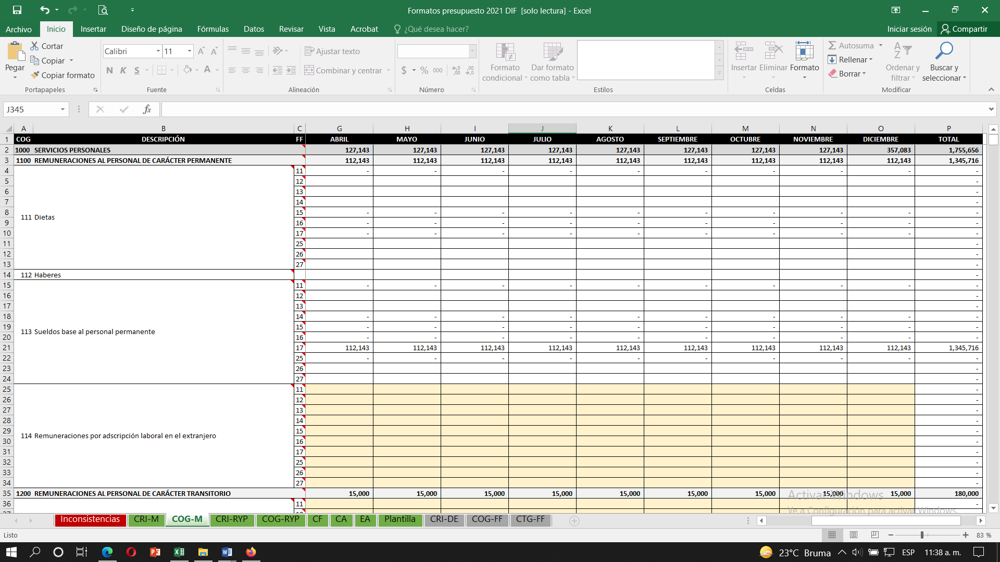 Formatos presupuesto 2021 DIF [solo lectura] - Excel
Archivo Inicio Insertar Diseño de página Fórmulas Datos Revisar Vista Acrobat ¿Qué desea hacer? Iniciar sesión Compartir
Pegar
Cortar
Copiar
Copiar formato
Portapapeles
Calibri 11
N K S A
Fuente
Ajustar texto
Combinar y centrar
Alineación
$ % 000
Número
Formato condicional
Dar formato como tabla
Estilos
Insertar Eliminar Formato
Celdas
Autosuma
Rellenar
Borrar
Ordenar y filtrar
Buscar y seleccionar
Modificar
J345 fx
A B C G H I J K L M N O P
1 COG DESCRIPCIÓN FF ABRIL MAYO JUNIO JULIO AGOSTO SEPTIEMBRE OCTUBRE NOVIEMBRE DICIEMBRE TOTAL
2 1000 SERVICIOS PERSONALES 127,143 127,143 127,143 127,143 127,143 127,143 127,143 127,143 357,083 1,755,656
3 1100 REMUNERACIONES AL PERSONAL DE CARÁCTER PERMANENTE 112,143 112,143 112,143 112,143 112,143 112,143 112,143 112,143 112,143 1,345,716
4 11 - - - - - - - - - -
5 12 -
6 13 -
7 14 -
8 15 - - - - - - - - - -
111 Dietas
9 16 - - - - - - - - - -
10 17 - - - - - - - - - -
11 25 -
12 26 -
13 27 -
14 112 Haberes -
15 11 - - - - - - - - - -
16 12 -
17 13 -
18 14 - - - - - - - - - -
19 15 - - - - - - - - - -
113 Sueldos base al personal permanente
20 16 - - - - - - - - - -
21 17 112,143 112,143 112,143 112,143 112,143 112,143 112,143 112,143 112,143 1,345,716
22 25 - - - - - - - - - -
23 26 -
24 27 -
25 11 -
26 12 -
27 13 -
28 14 -
29 15 -
114 Remuneraciones por adscripción laboral en el extranjero
30 16 -
31 17 -
32 25 -
33 26 -
34 27 -
35 1200 REMUNERACIONES AL PERSONAL DE CARÁCTER TRANSITORIO 15,000 15,000 15,000 15,000 15,000 15,000 15,000 15,000 15,000 180,000
36 11 -
Activar Windows
Ve a Configuración para activar Windows.
Inconsistencias CRI-M COG-M CRI-RYP COG-RYP CF CA EA Plantilla CRI-DE COG-FF CTG-FF
Listo 83 %
23°C Bruma ESP 11:38 a. m.